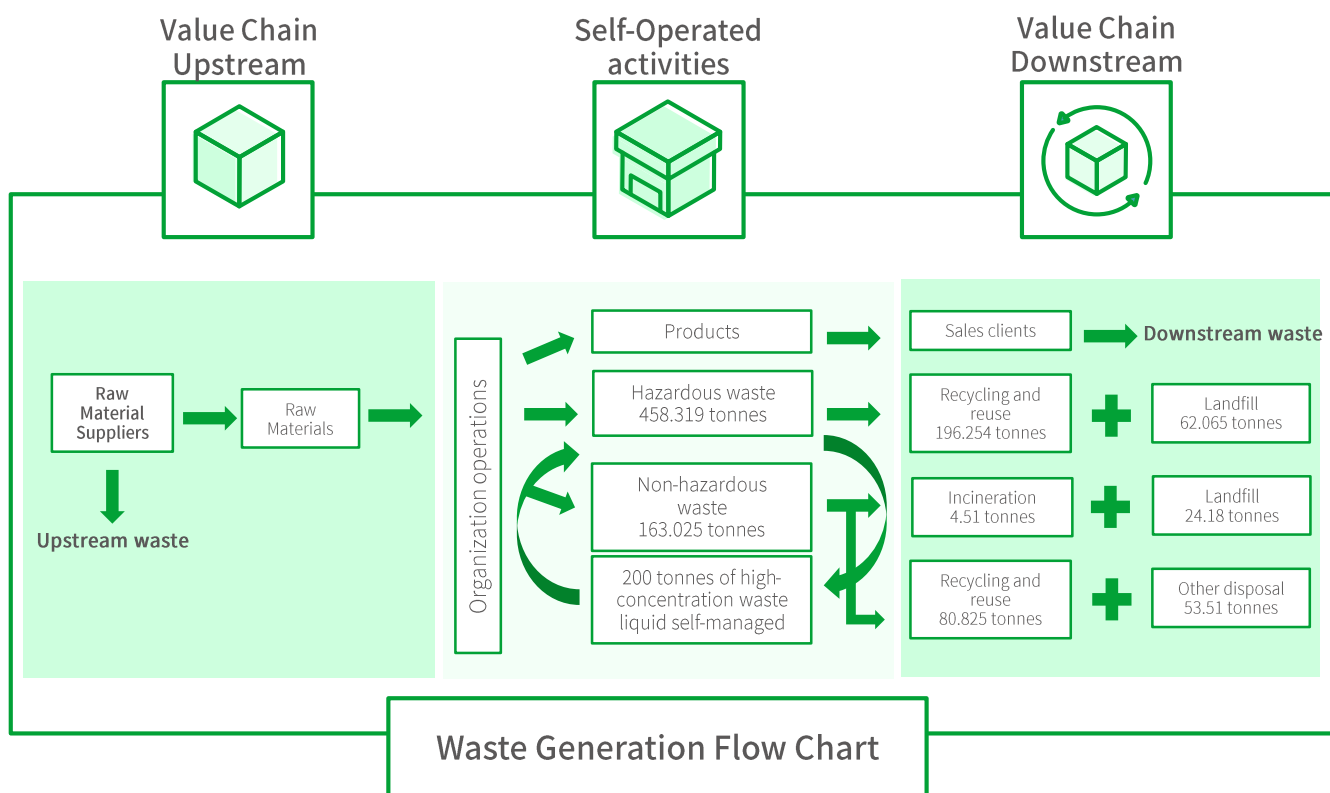 Value Chain
Upstream
Self-Operated
activities
Value Chain
Downstream
Raw
Material
Suppliers
Raw
Materials
Upstream waste
Organization operations
Products
Hazardous waste
458.319 tonnes
Non-hazardous
waste
163.025 tonnes
200 tonnes of high-
concentration waste
liquid self-managed
Sales clients
Downstream waste
Recycling and
reuse
196.254 tonnes
Landfill
62.065 tonnes
Incineration
4.51 tonnes
Landfill
24.18 tonnes
Recycling and
reuse
80.825 tonnes
Other disposal
53.51 tonnes
Waste Generation Flow Chart